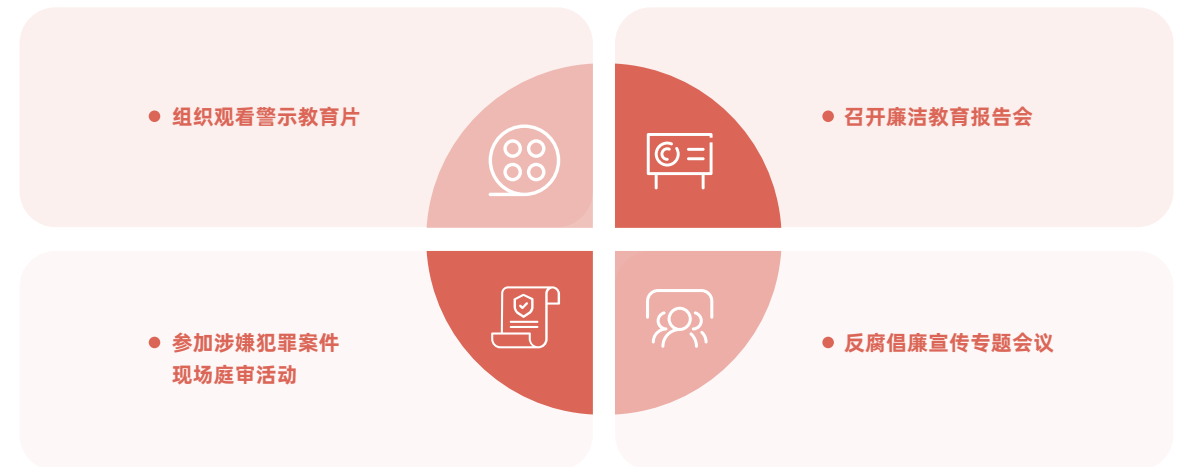 组织观看警示教育片
召开廉洁教育报告会
参加涉嫌犯罪案件
现场庭审活动
反腐倡廉宣传专题会议